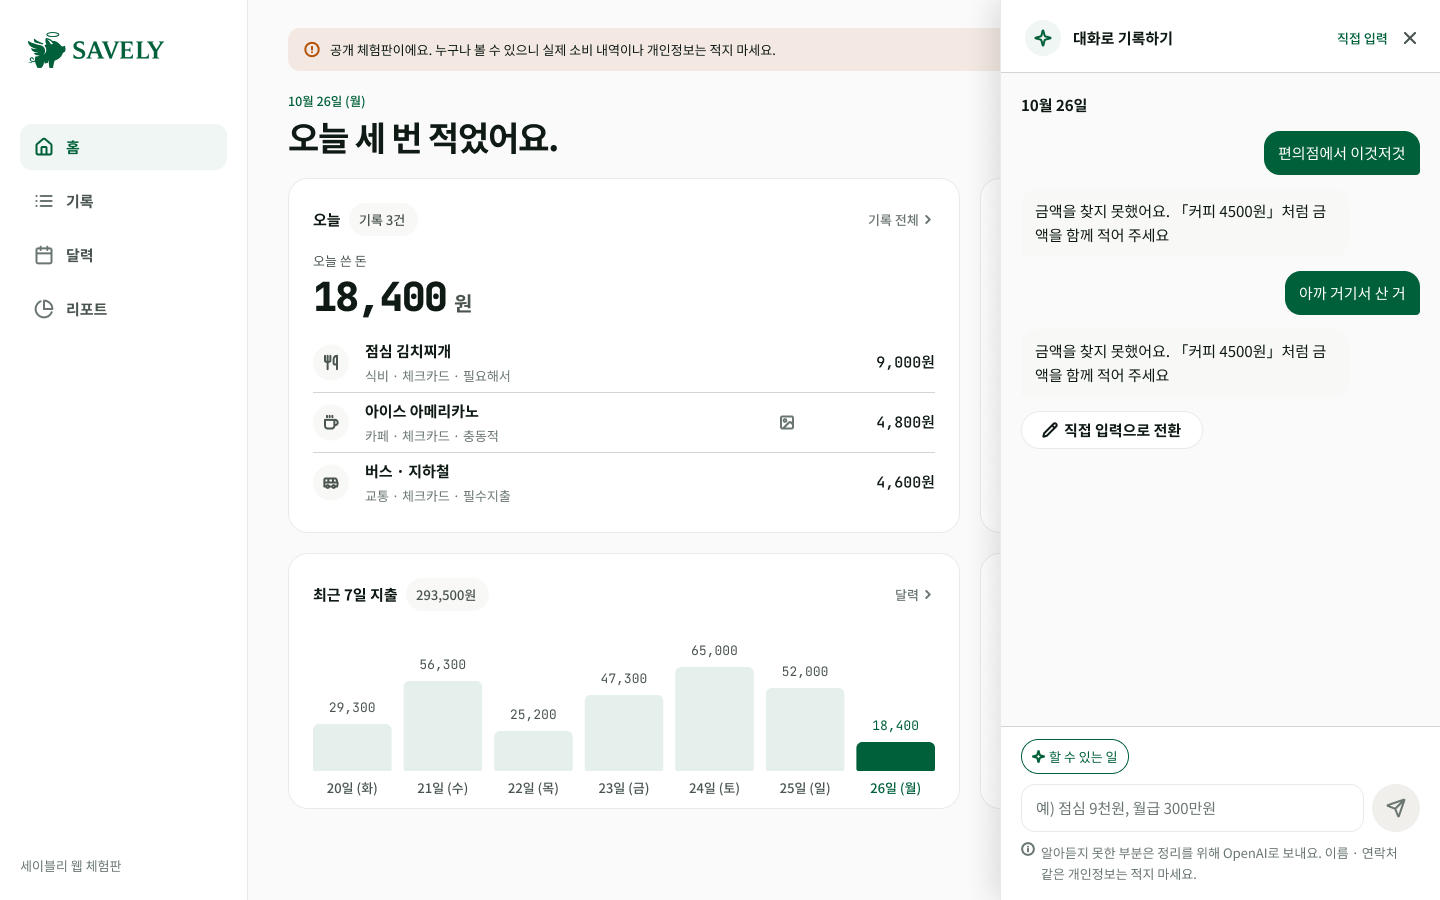 SAVELY
홈
기록
달력
리포트
세이블리 웹 체험판
공개 체험판이에요. 누구나 볼 수 있으니 실제 소비 내역이나 개인정보는 적지 마세요.
10월 26일 (월)
오늘 세 번 적었어요.
오늘 기록 3건 기록 전체
오늘 쓴 돈
18,400 원
점심 김치찌개
식비 · 체크카드 · 필요해서
9,000원
아이스 아메리카노
카페 · 체크카드 · 충동적
4,800원
버스 · 지하철
교통 · 체크카드 · 필수지출
4,600원
최근 7일 지출 293,500원 달력
29,300 56,300 25,200 47,300 65,000 52,000 18,400
20일 (화) 21일 (수) 22일 (목) 23일 (금) 24일 (토) 25일 (일) 26일 (월)
대화로 기록하기 직접 입력
10월 26일
편의점에서 이것저것
금액을 찾지 못했어요. 「커피 4500원」처럼 금
액을 함께 적어 주세요
아까 거기서 산 거
금액을 찾지 못했어요. 「커피 4500원」처럼 금
액을 함께 적어 주세요
직접 입력으로 전환
할 수 있는 일
예) 점심 9천원, 월급 300만원
알아듣지 못한 부분은 정리를 위해 OpenAI로 보내요. 이름 · 연락처
같은 개인정보는 적지 마세요.